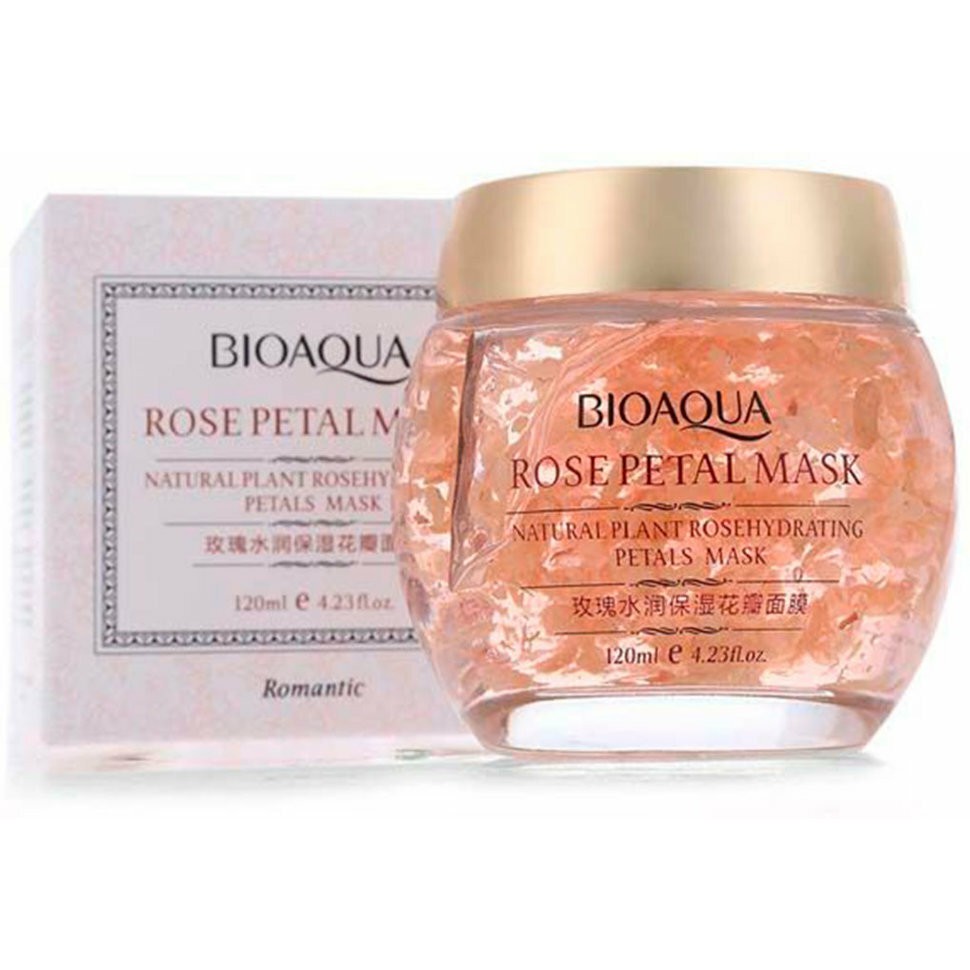 BIOAQUA
ROSE PETAL M
NATURAL PLANT ROSEHY
PETALS MASK
玫瑰水润保湿花瓣面
120ml e 4.23fl.oz.
Romantic
BIOAQUA
ROSE PETAL MASK
NATURAL PLANT ROSEHYDRATING
PETALS MASK
玫瑰水润保湿花瓣面膜
120ml e 4.23fl.oz.